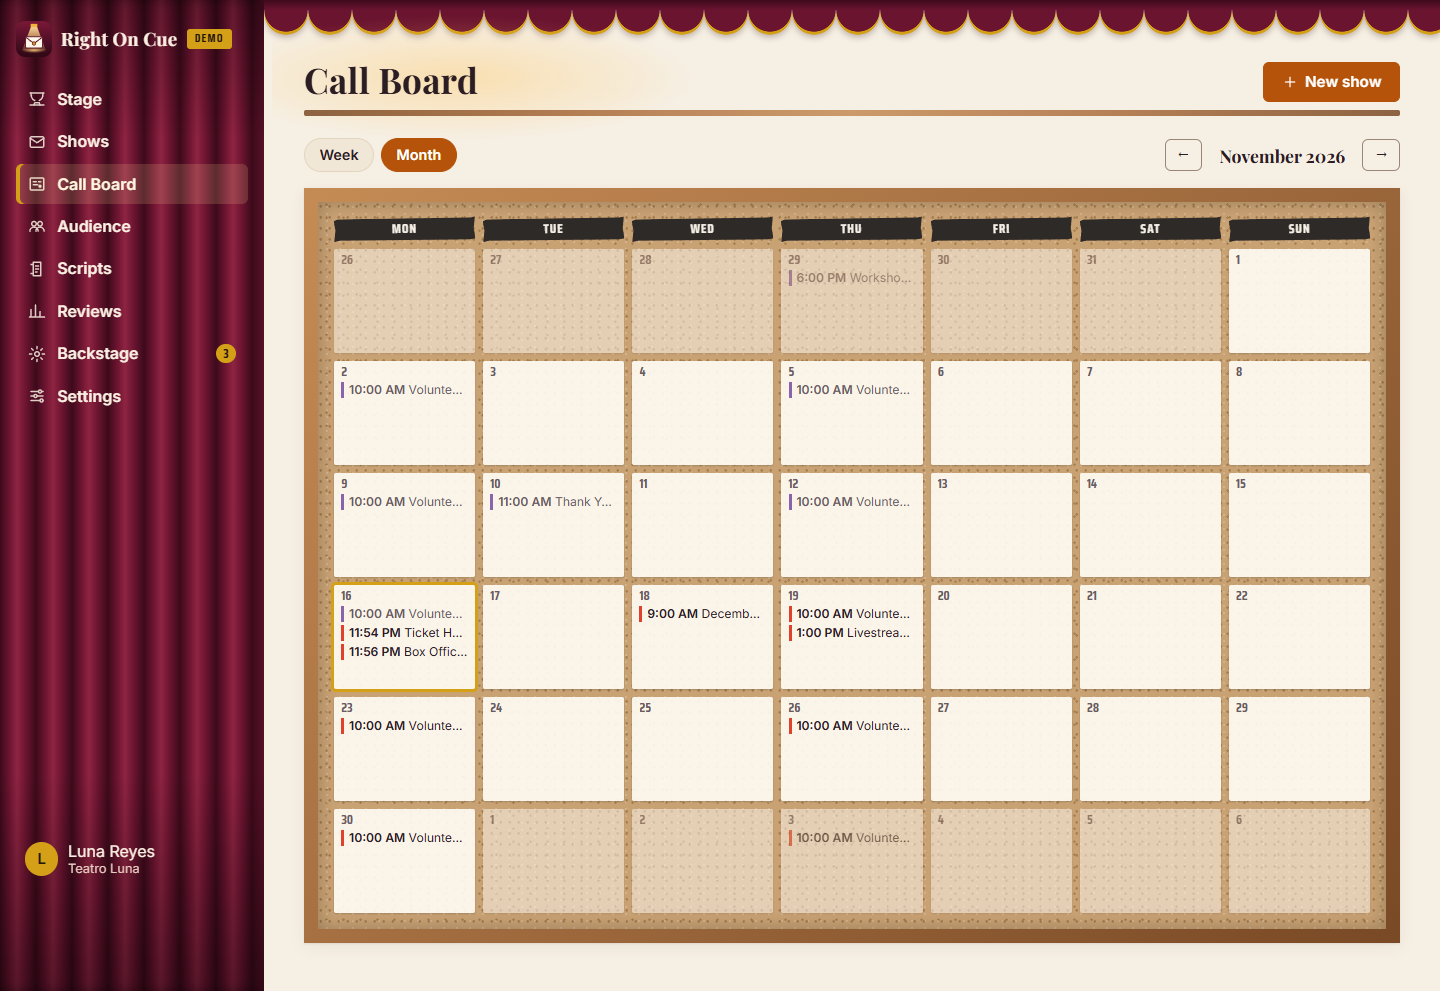 Right On Cue DEMO
Stage
Shows
Call Board
Audience
Scripts
Reviews
Backstage 3
Settings
L
Luna Reyes
Teatro Luna
Call Board
+ New show
Week Month
← November 2026 →
MON TUE WED THU FRI SAT SUN
26 27 28 29 30 31 1
6:00 PM Worksho...
2 3 4 5 6 7 8
10:00 AM Volunte... 10:00 AM Volunte...
9 10 11 12 13 14 15
10:00 AM Volunte... 11:00 AM Thank Y... 10:00 AM Volunte...
16 17 18 19 20 21 22
10:00 AM Volunte... 9:00 AM Decemb... 10:00 AM Volunte...
11:54 PM Ticket H... 1:00 PM Livestrea...
11:56 PM Box Offic...
23 24 25 26 27 28 29
10:00 AM Volunte... 10:00 AM Volunte...
30 1 2 3 4 5 6
10:00 AM Volunte... 10:00 AM Volunte...